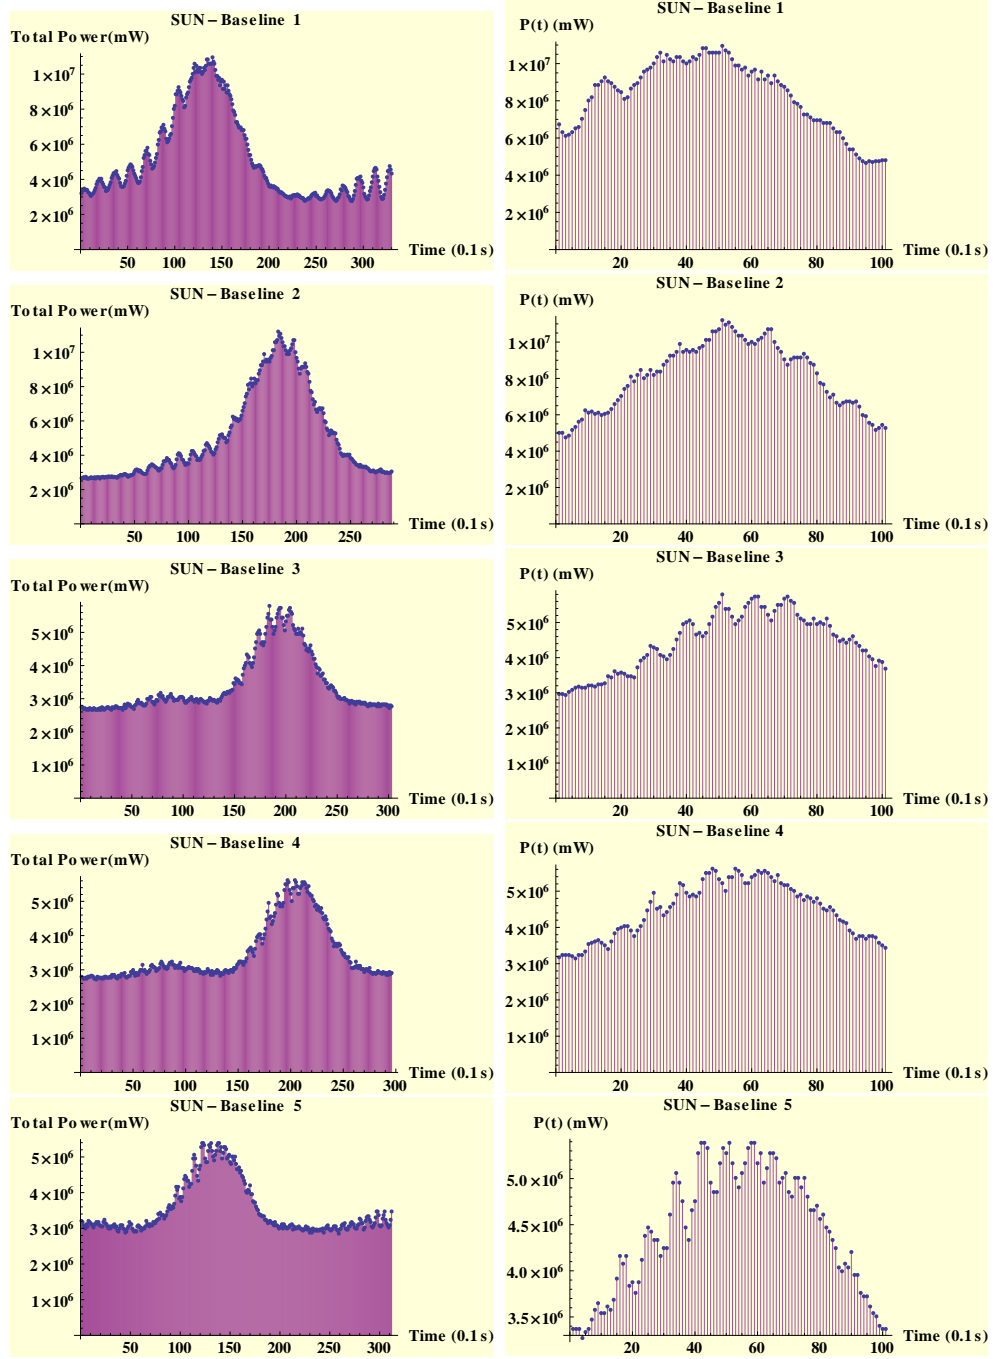 SUN – Baseline 1
Total Power(mW)
1×10⁷
8×10⁶
6×10⁶
4×10⁶
2×10⁶
50 100 150 200 250 300
Time (0.1 s)
SUN – Baseline 1
P(t) (mW)
1×10⁷
8×10⁶
6×10⁶
4×10⁶
2×10⁶
20 40 60 80 100
Time (0.1 s)
SUN – Baseline 2
Total Power(mW)
1×10⁷
8×10⁶
6×10⁶
4×10⁶
2×10⁶
50 100 150 200 250
Time (0.1 s)
SUN – Baseline 2
P(t) (mW)
1×10⁷
8×10⁶
6×10⁶
4×10⁶
2×10⁶
20 40 60 80 100
Time (0.1 s)
SUN – Baseline 3
Total Power(mW)
5×10⁶
4×10⁶
3×10⁶
2×10⁶
1×10⁶
50 100 150 200 250 300
Time (0.1 s)
SUN – Baseline 3
P(t) (mW)
5×10⁶
4×10⁶
3×10⁶
2×10⁶
1×10⁶
20 40 60 80 100
Time (0.1 s)
SUN – Baseline 4
Total Power(mW)
5×10⁶
4×10⁶
3×10⁶
2×10⁶
1×10⁶
50 100 150 200 250 300
Time (0.1 s)
SUN – Baseline 4
P(t) (mW)
5×10⁶
4×10⁶
3×10⁶
2×10⁶
1×10⁶
20 40 60 80 100
Time (0.1 s)
SUN – Baseline 5
Total Power(mW)
5×10⁶
4×10⁶
3×10⁶
2×10⁶
1×10⁶
50 100 150 200 250 300
Time (0.1 s)
SUN – Baseline 5
P(t) (mW)
5.0×10⁶
4.5×10⁶
4.0×10⁶
3.5×10⁶
20 40 60 80 100
Time (0.1 s)